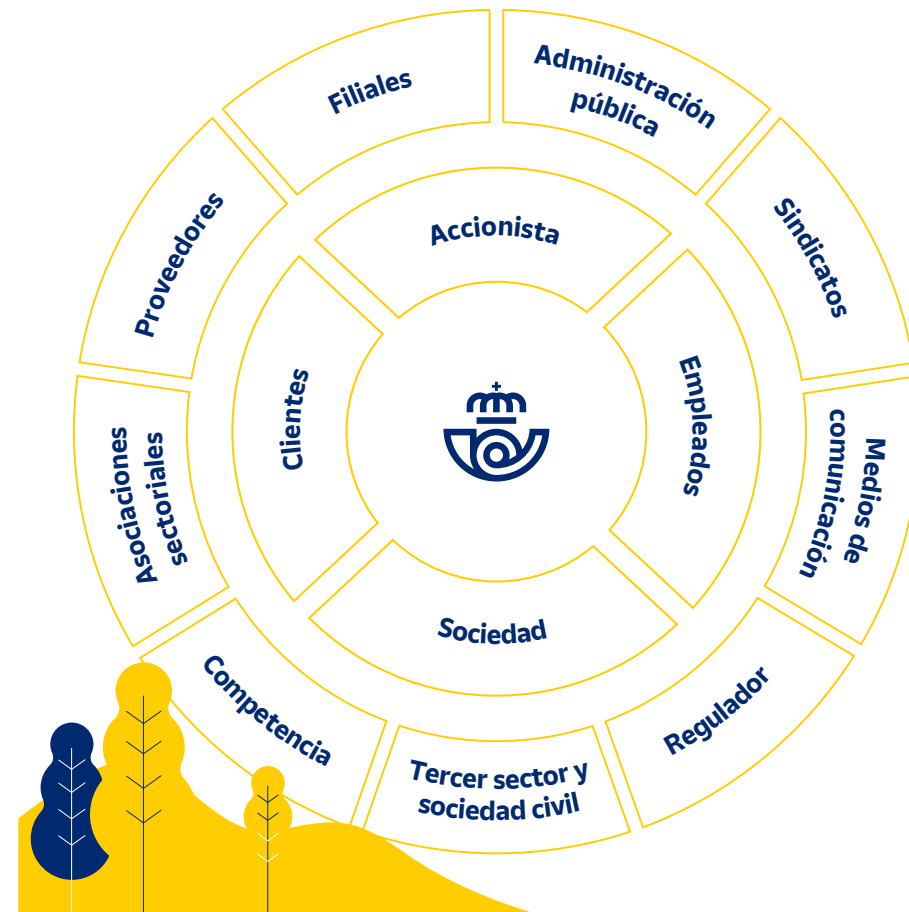 Filiales
Administración
pública
Sindicatos
Medios de
comunicación
Regulador
Tercer sector y
sociedad civil
Competencia
Asociaciones
sectoriales
Proveedores
Accionista
Empleados
Sociedad
Clientes